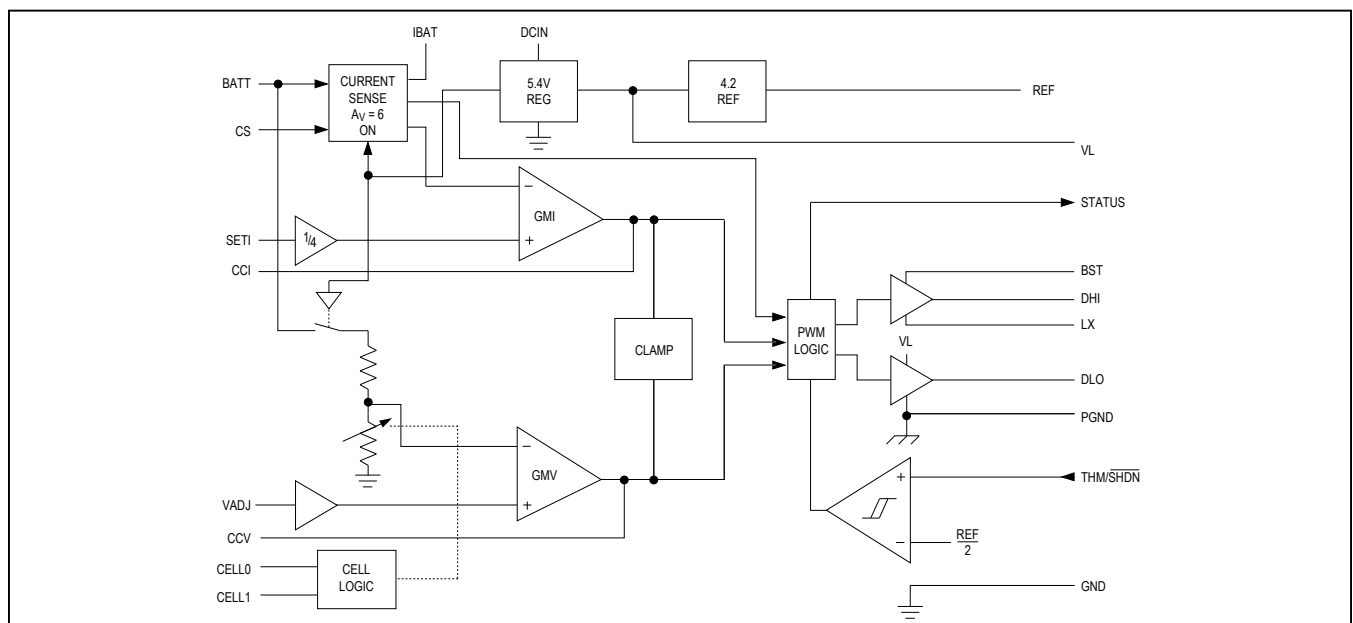 IBAT
DCIN
BATT
CURRENT
SENSE
AV = 6
ON
5.4V
REG
4.2
REF
REF
CS
VL
−
GMI
+
STATUS
SETI
1/4
CCI
BST
DHI
LX
PWM
LOGIC
CLAMP
VL
DLO
PGND
−
GMV
+
THM/SHDN
+
−
REF
2
VADJ
CCV
CELL0
CELL1
CELL
LOGIC
GND